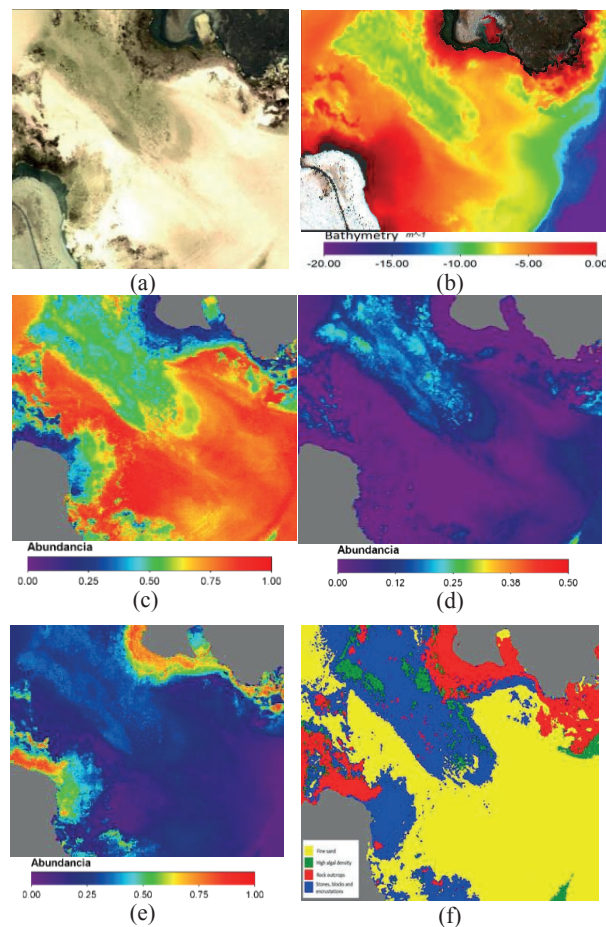 (a)
Bathymetry m^-1
-20.00 -15.00 -10.00 -5.00 0.00
(b)
Abundancia
0.00 0.25 0.50 0.75 1.00
(c)
Abundancia
0.00 0.12 0.25 0.38 0.50
(d)
Abundancia
0.00 0.25 0.50 0.75 1.00
(e)
Fine sand
High algal density
Rock outcrops
Stones, blocks and
encrustations
(f)